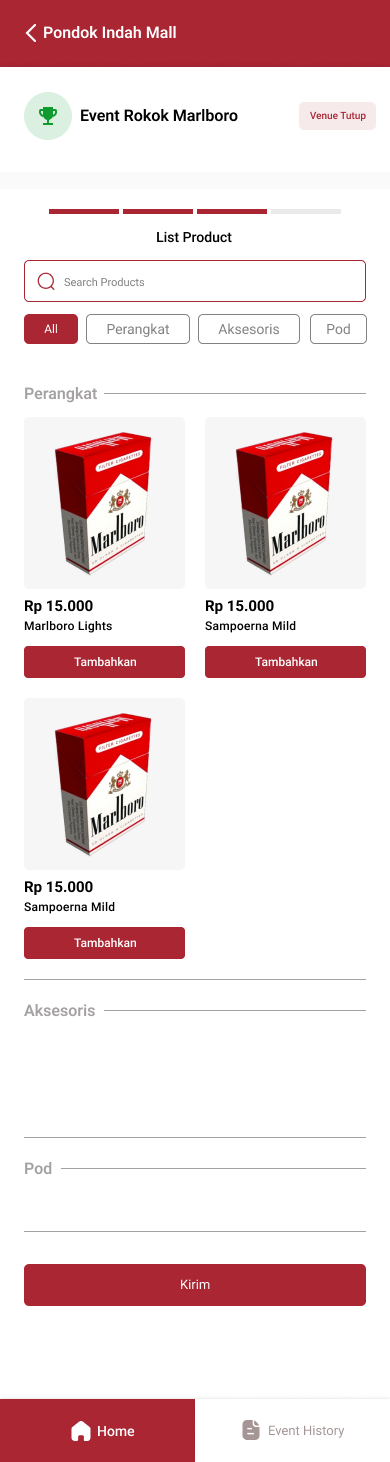 Pondok Indah Mall
Event Rokok Marlboro
Venue Tutup
List Product
Search Products
All
Perangkat
Aksesoris
Pod
Perangkat
FILTER CIGARETTES
Marlboro
Rp 15.000
Marlboro Lights
Tambahkan
FILTER CIGARETTES
Marlboro
Rp 15.000
Sampoerna Mild
Tambahkan
FILTER CIGARETTES
Marlboro
Rp 15.000
Sampoerna Mild
Tambahkan
Aksesoris
Pod
Kirim
Home
Event History